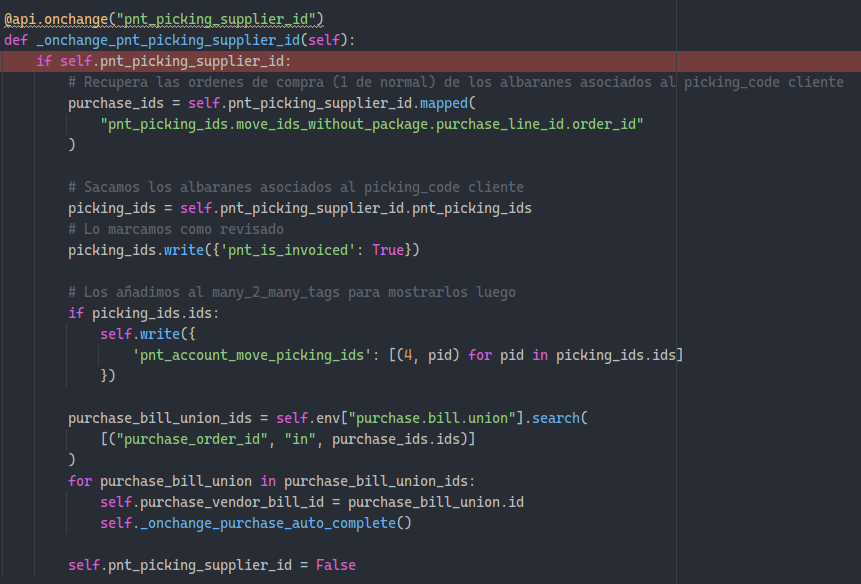 @api.onchange("pnt_picking_supplier_id")
def _onchange_pnt_picking_supplier_id(self):
    if self.pnt_picking_supplier_id:
        # Recupera las ordenes de compra (1 de normal) de los albaranes asociados al picking_code cliente
        purchase_ids = self.pnt_picking_supplier_id.mapped(
            "pnt_picking_ids.move_ids_without_package.purchase_line_id.order_id"
        )
        # Sacamos los albaranes asociados al picking_code cliente
        picking_ids = self.pnt_picking_supplier_id.pnt_picking_ids
        # Lo marcamos como revisado
        picking_ids.write({'pnt_is_invoiced': True})
        # Los añadimos al many_2_many_tags para mostrarlos luego
        if picking_ids.ids:
            self.write({
                'pnt_account_move_picking_ids': [(4, pid) for pid in picking_ids.ids]
            })
        purchase_bill_union_ids = self.env["purchase.bill.union"].search(
            [("purchase_order_id", "in", purchase_ids.ids)]
        )
        for purchase_bill_union in purchase_bill_union_ids:
            self.purchase_vendor_bill_id = purchase_bill_union.id
            self._onchange_purchase_auto_complete()
        self.pnt_picking_supplier_id = False